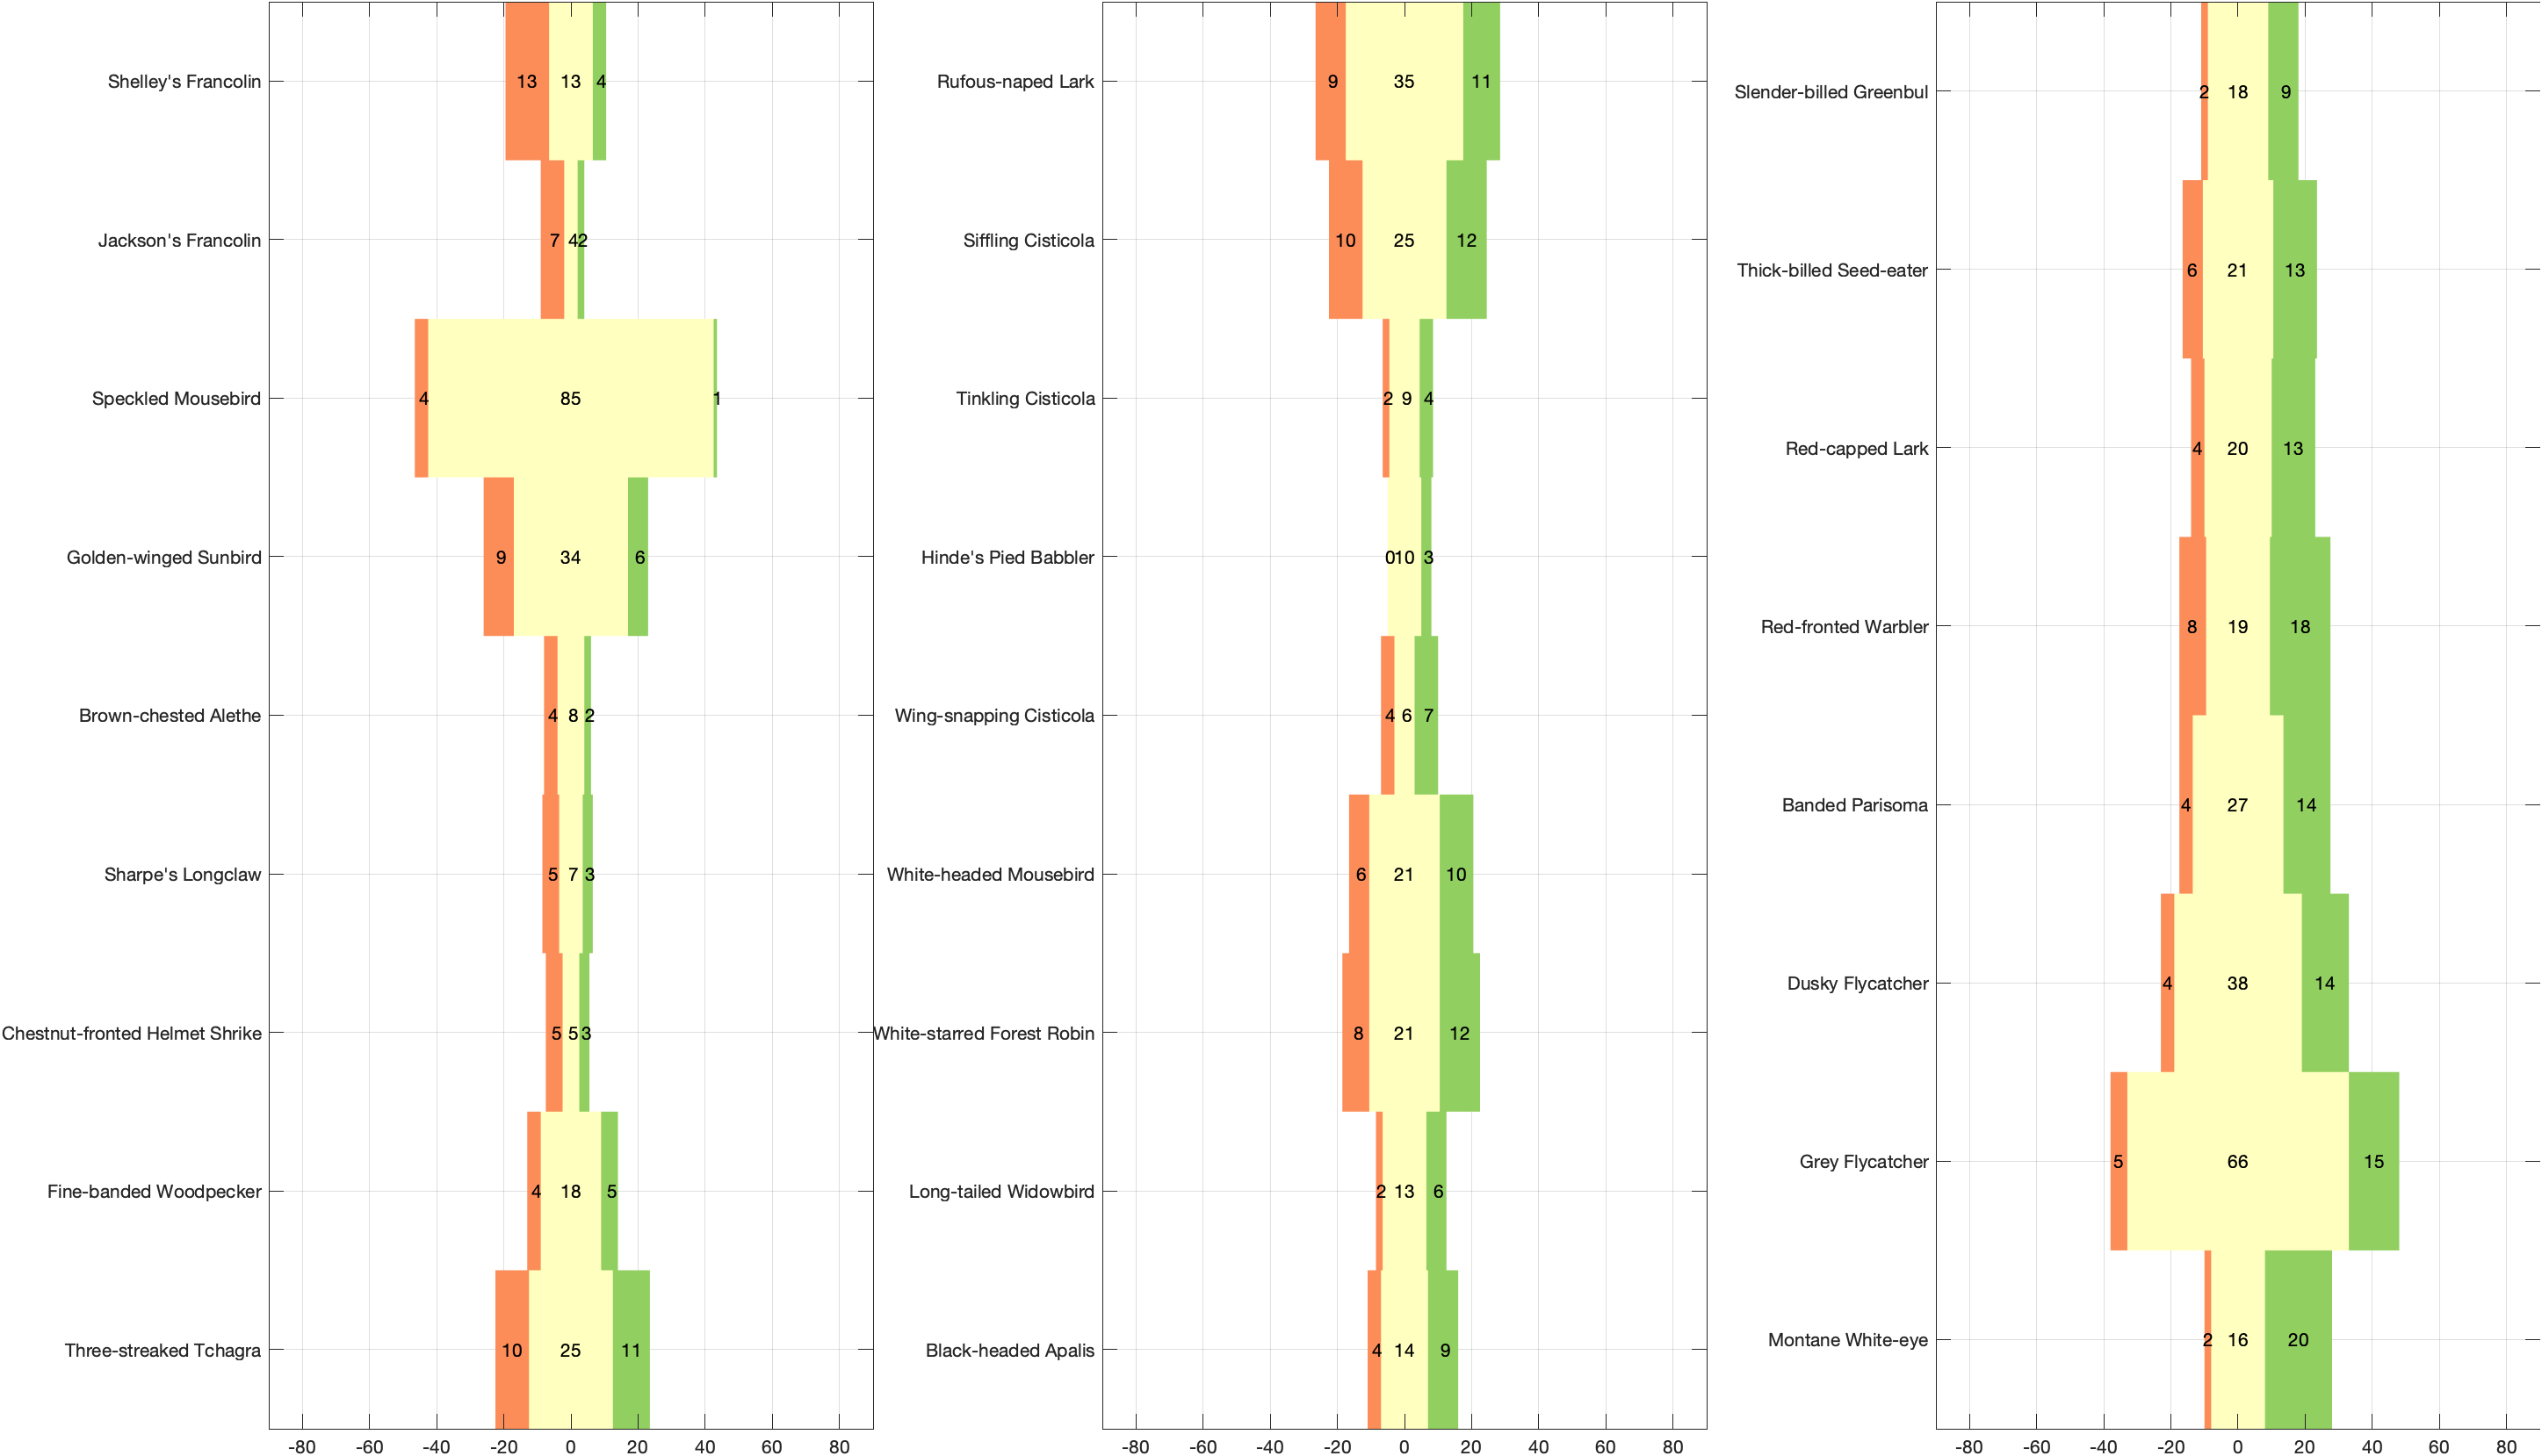 Shelley's Francolin 13 13 4
Jackson's Francolin 7 4 2
Speckled Mousebird 4 85 1
Golden-winged Sunbird 9 34 6
Brown-chested Alethe 4 8 2
Sharpe's Longclaw 5 7 3
Chestnut-fronted Helmet Shrike 5 5 3
Fine-banded Woodpecker 4 18 5
Three-streaked Tchagra 10 25 11
-80 -60 -40 -20 0 20 40 60 80
Rufous-naped Lark 9 35 11
Siffling Cisticola 10 25 12
Tinkling Cisticola 2 9 4
Hinde's Pied Babbler 0 10 3
Wing-snapping Cisticola 4 6 7
White-headed Mousebird 6 21 10
White-starred Forest Robin 8 21 12
Long-tailed Widowbird 2 13 6
Black-headed Apalis 4 14 9
-80 -60 -40 -20 0 20 40 60 80
Slender-billed Greenbul 2 18 9
Thick-billed Seed-eater 6 21 13
Red-capped Lark 4 20 13
Red-fronted Warbler 8 19 18
Banded Parisoma 4 27 14
Dusky Flycatcher 4 38 14
Grey Flycatcher 5 66 15
Montane White-eye 2 16 20
-80 -60 -40 -20 0 20 40 60 80